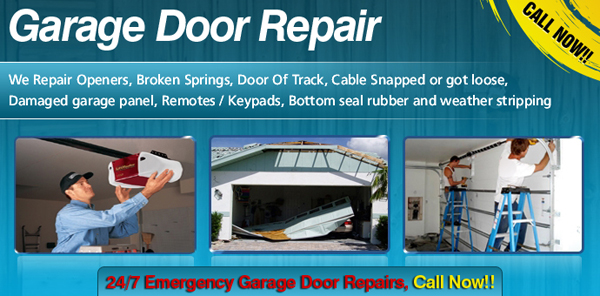 Garage Door Repair
CALL NOW!!
We Repair Openers, Broken Springs, Door Of Track, Cable Snapped or got loose,
Damaged garage panel, Remotes / Keypads, Bottom seal rubber and weather stripping
24/7 Emergency Garage Door Repairs, Call Now!!